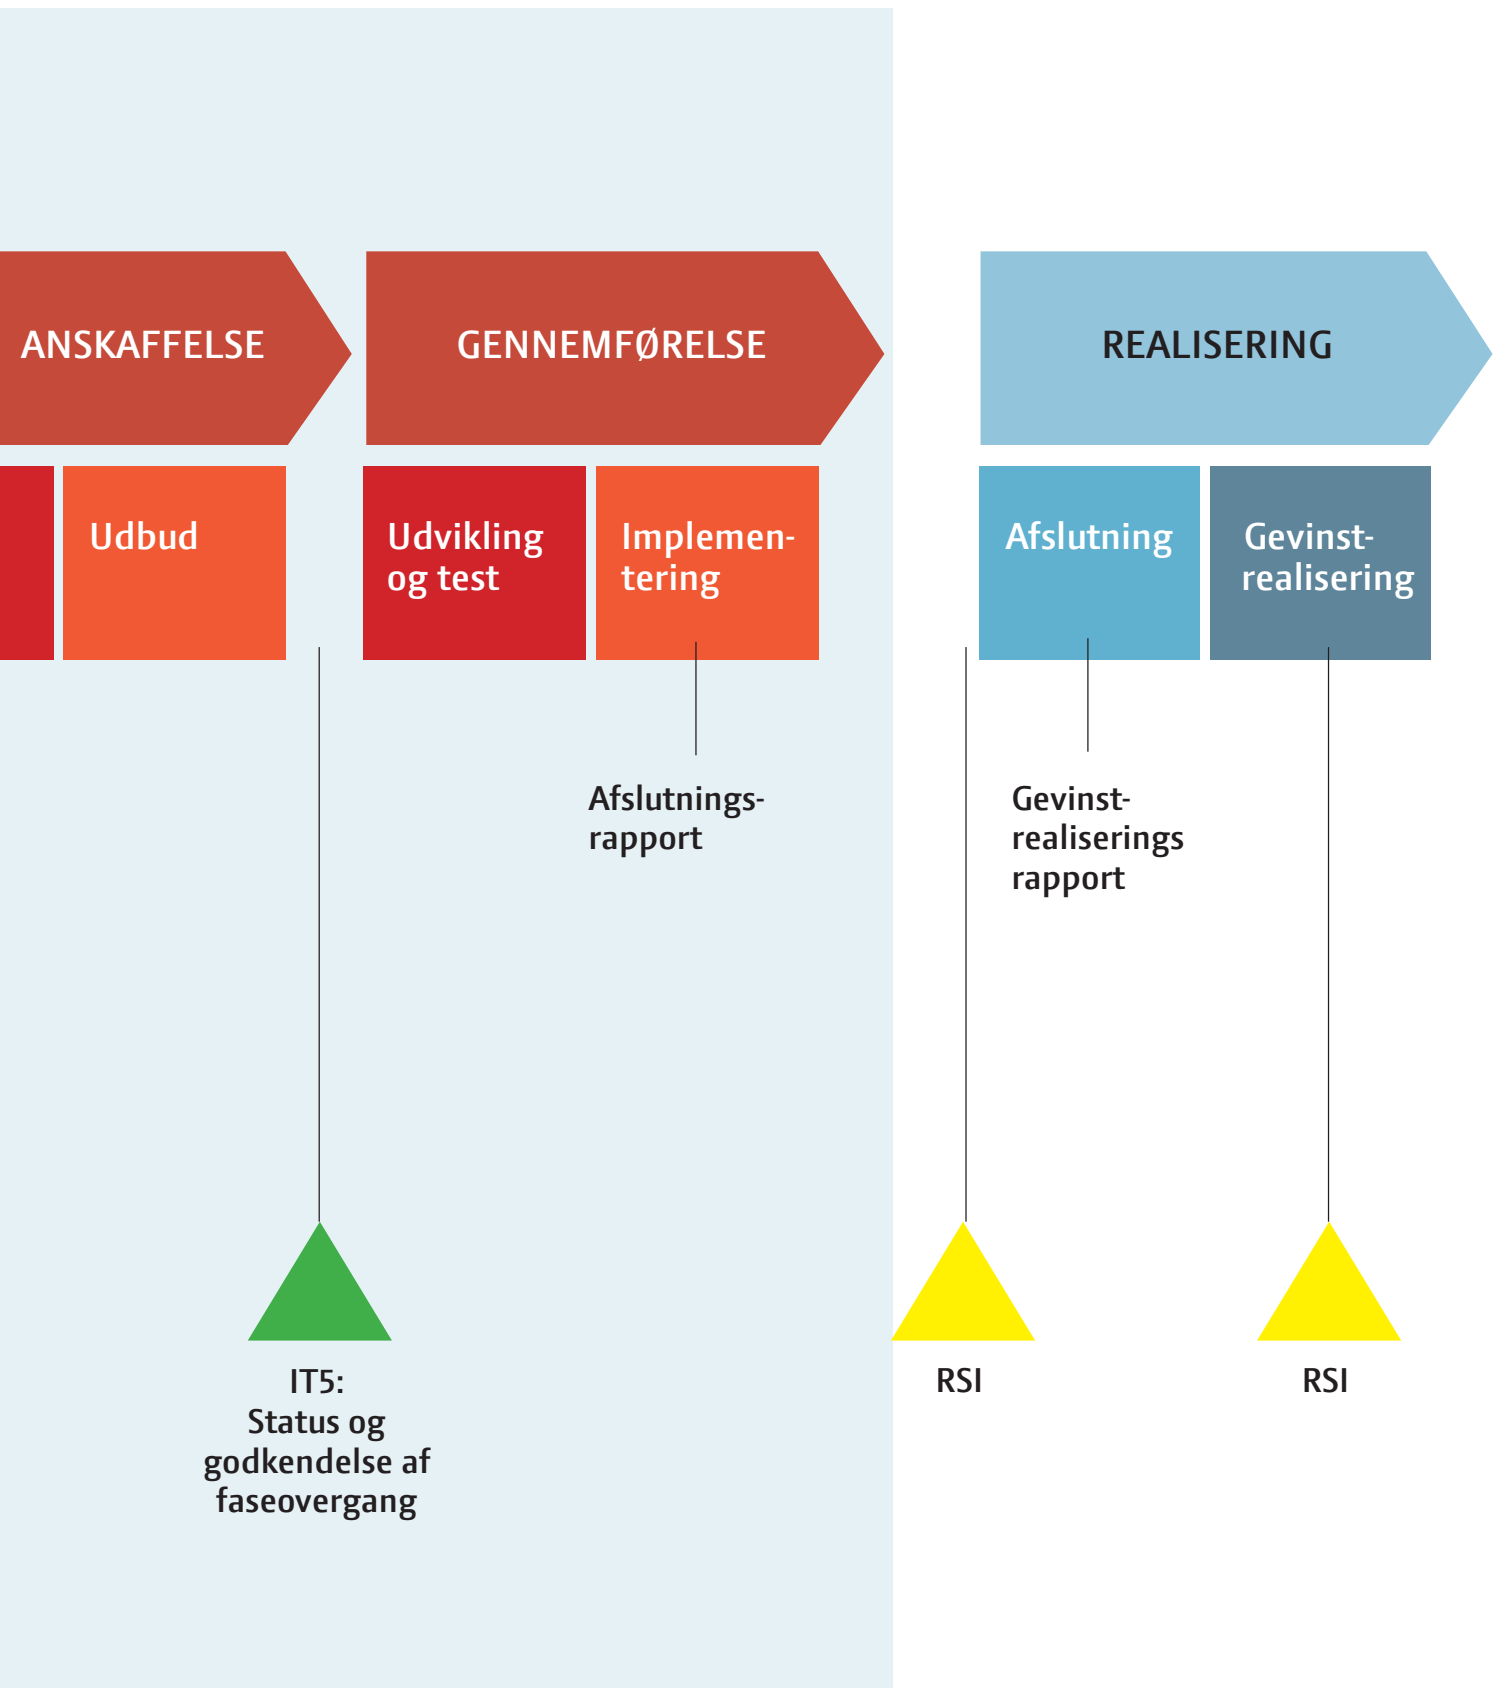 ANSKAFFELSE
GENNEMFØRELSE
REALISERING
Udbud
Udvikling
og test
Implemen-
tering
Afslutning
Gevinst-
realisering
Afslutnings-
rapport
Gevinst-
realiserings
rapport
IT5:
Status og
godkendelse af
faseovergang
RSI
RSI